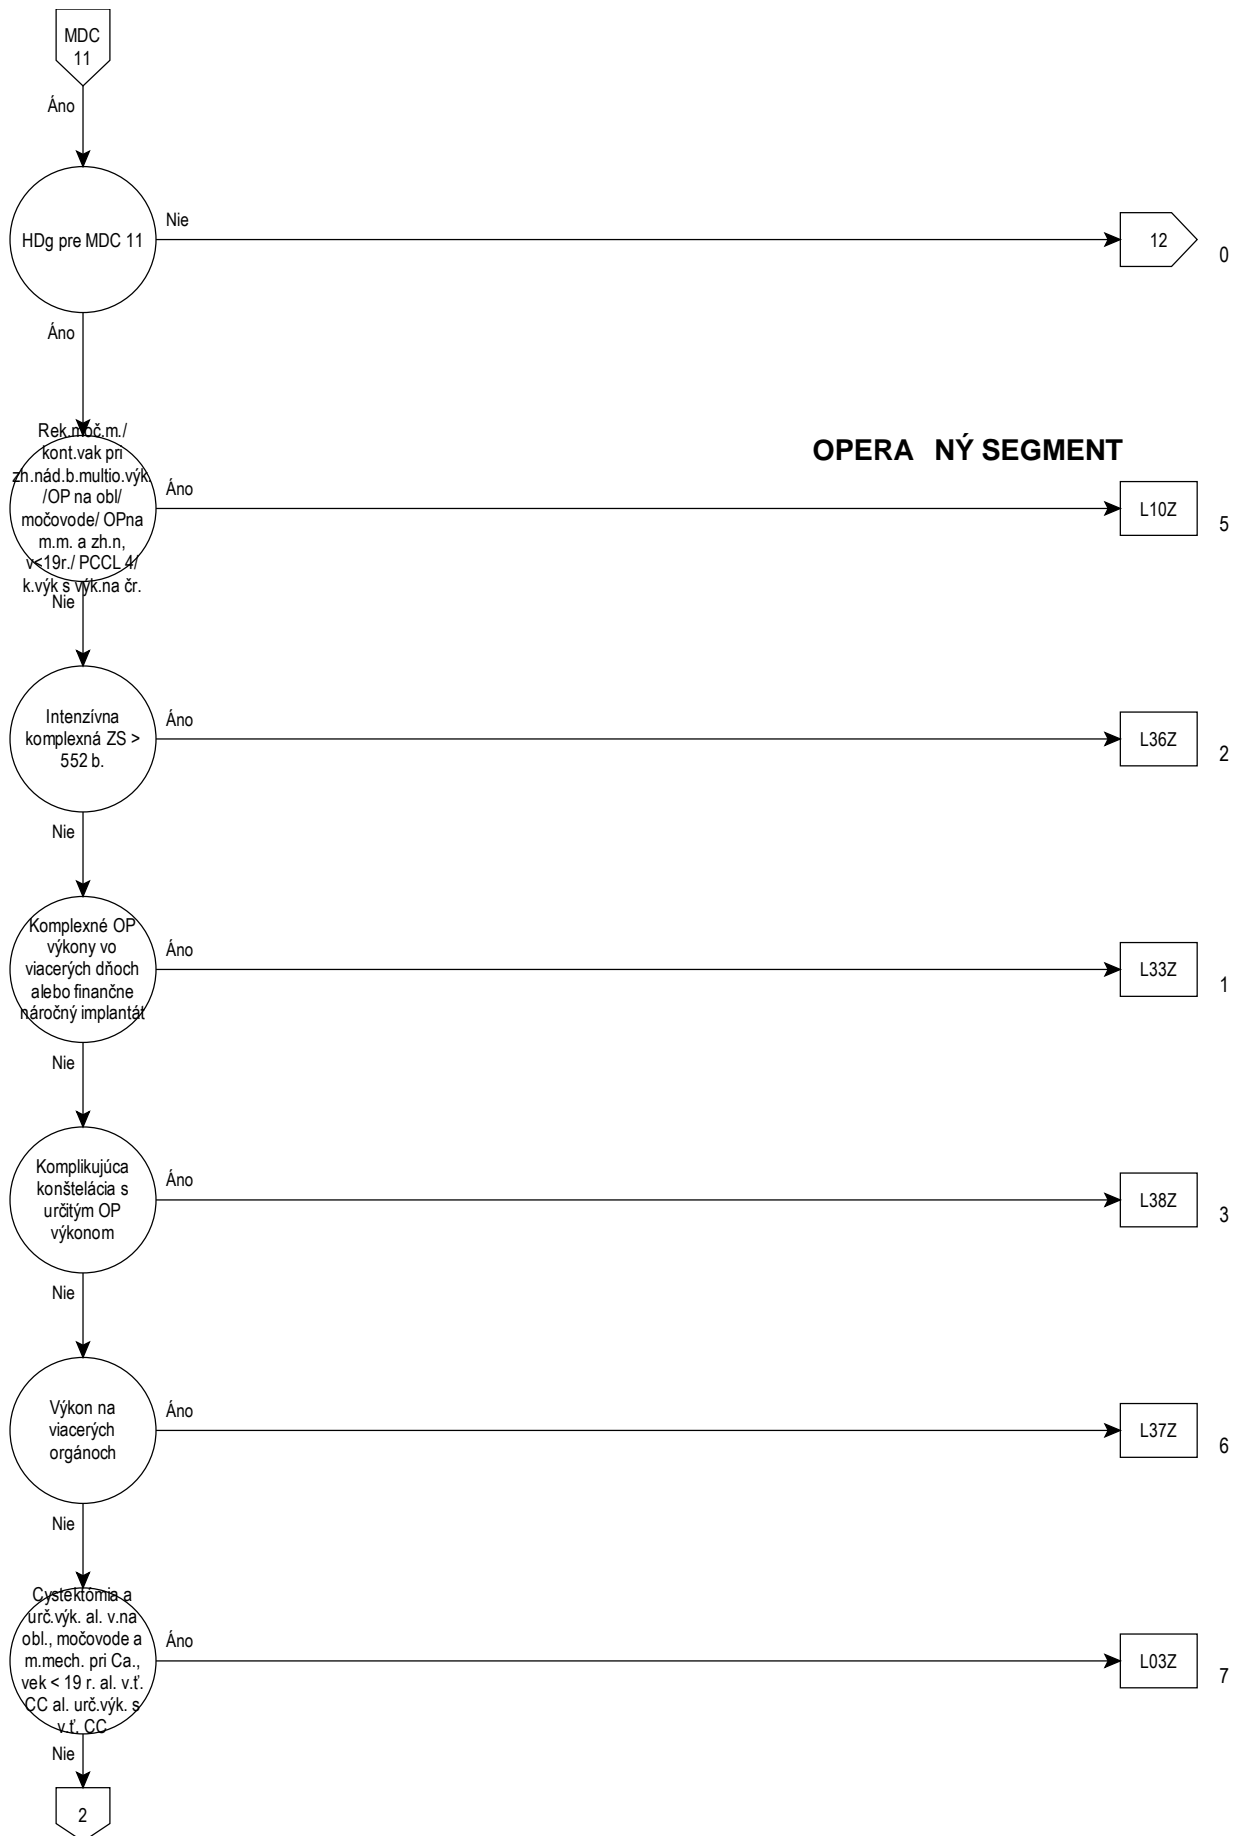 MDC
11
Áno
HDg pre MDC 11
Nie
12
0
Áno
OPERA NÝ SEGMENT
Rek.moč.m./
kont.vak pri
zh.nád.b.multio.výk.
/OP na obl/
močovode/ OPna
m.m. a zh.n,
v<19r./ PCCL 4/
k.výk s výk.na čr.
Áno
L10Z
5
Nie
Intenzívna
komplexná ZS >
552 b.
Áno
L36Z
2
Nie
Komplexné OP
výkony vo
viacerých dňoch
alebo finančne
náročný implantát
Áno
L33Z
1
Nie
Komplikujúca
konštelácia s
určitým OP
výkonom
Áno
L38Z
3
Nie
Výkon na
viacerých
orgánoch
Áno
L37Z
6
Nie
Cystektómia a
urč.výk. al. v.na
obl., močovode a
m.mech. pri Ca.,
vek < 19 r. al. v.ť.
CC al. urč.výk. s
v.ť. CC
Áno
L03Z
7
Nie
2